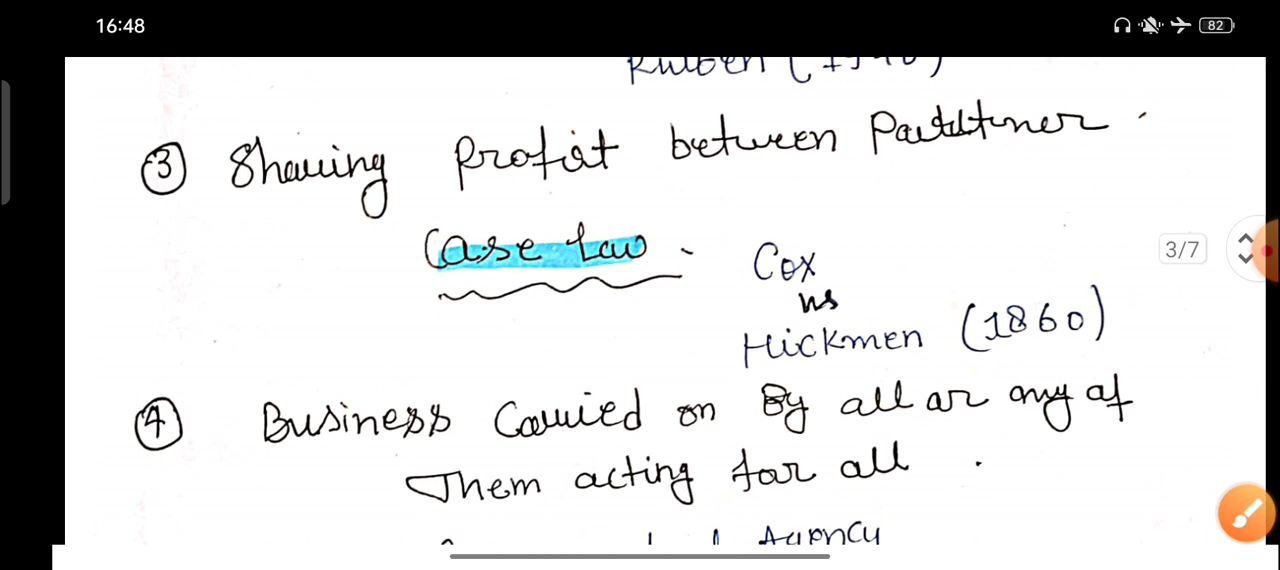 16:48
82
③ Sharing Profit between Partner.
Case Law - Cox
vs
Hickmen (1860)
3/7
④ Business Carried on By all or any of
Them acting for all.
Agency